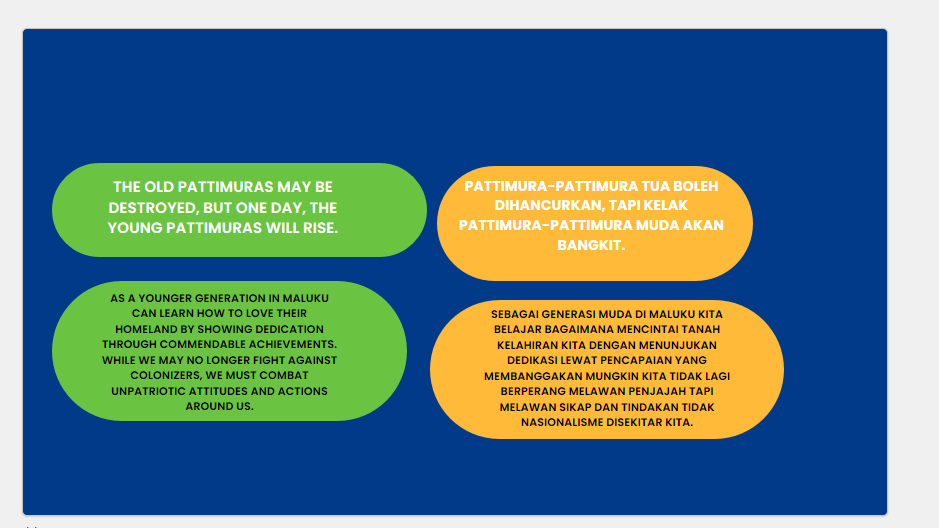 THE OLD PATTIMURAS MAY BE
DESTROYED, BUT ONE DAY, THE
YOUNG PATTIMURAS WILL RISE.
PATTIMURA-PATTIMURA TUA BOLEH
DIHANCURKAN, TAPI KELAK
PATTIMURA-PATTIMURA MUDA AKAN
BANGKIT.
AS A YOUNGER GENERATION IN MALUKU
CAN LEARN HOW TO LOVE THEIR
HOMELAND BY SHOWING DEDICATION
THROUGH COMMENDABLE ACHIEVEMENTS.
WHILE WE MAY NO LONGER FIGHT AGAINST
COLONIZERS, WE MUST COMBAT
UNPATRIOTIC ATTITUDES AND ACTIONS
AROUND US.
SEBAGAI GENERASI MUDA DI MALUKU KITA
BELAJAR BAGAIMANA MENCINTAI TANAH
KELAHIRAN KITA DENGAN MENUNJUKAN
DEDIKASI LEWAT PENCAPAIAN YANG
MEMBANGGAKAN MUNGKIN KITA TIDAK LAGI
BERPERANG MELAWAN PENJAJAH TAPI
MELAWAN SIKAP DAN TINDAKAN TIDAK
NASIONALISME DISEKITAR KITA.